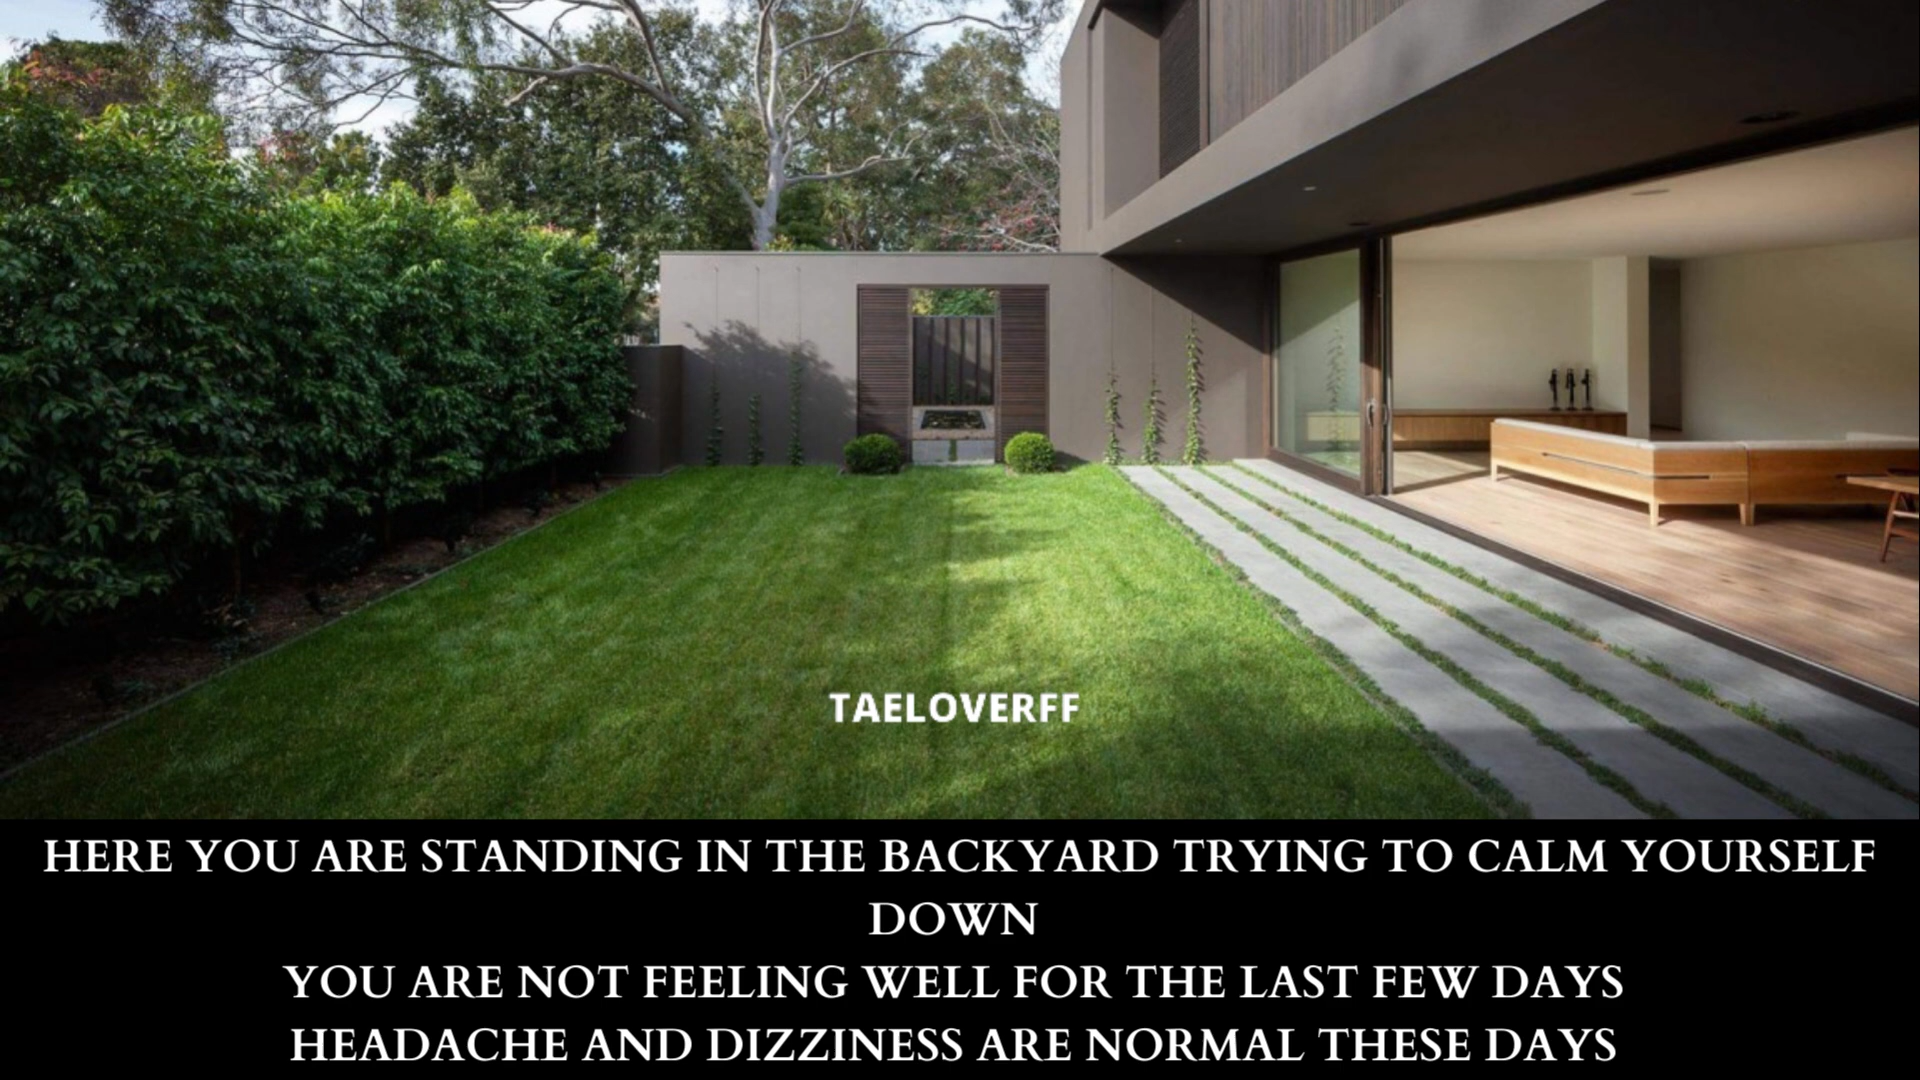 TAELOVERFF
HERE YOU ARE STANDING IN THE BACKYARD TRYING TO CALM YOURSELF
DOWN
YOU ARE NOT FEELING WELL FOR THE LAST FEW DAYS
HEADACHE AND DIZZINESS ARE NORMAL THESE DAYS